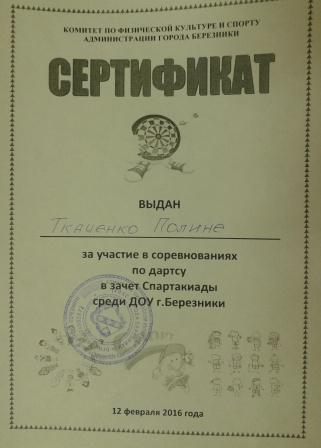 КОМИТЕТ ПО ФИЗИЧЕСКОЙ КУЛЬТУРЕ И СПОРТУ
АДМИНИСТРАЦИИ ГОРОДА БЕРЕЗНИКИ
СЕРТИФИКАТ
ВЫДАН
Ткаченко Полине
за участие в соревнованиях
по дартсу
в зачет Спартакиады
среди ДОУ г.Березники
12 февраля 2016 года